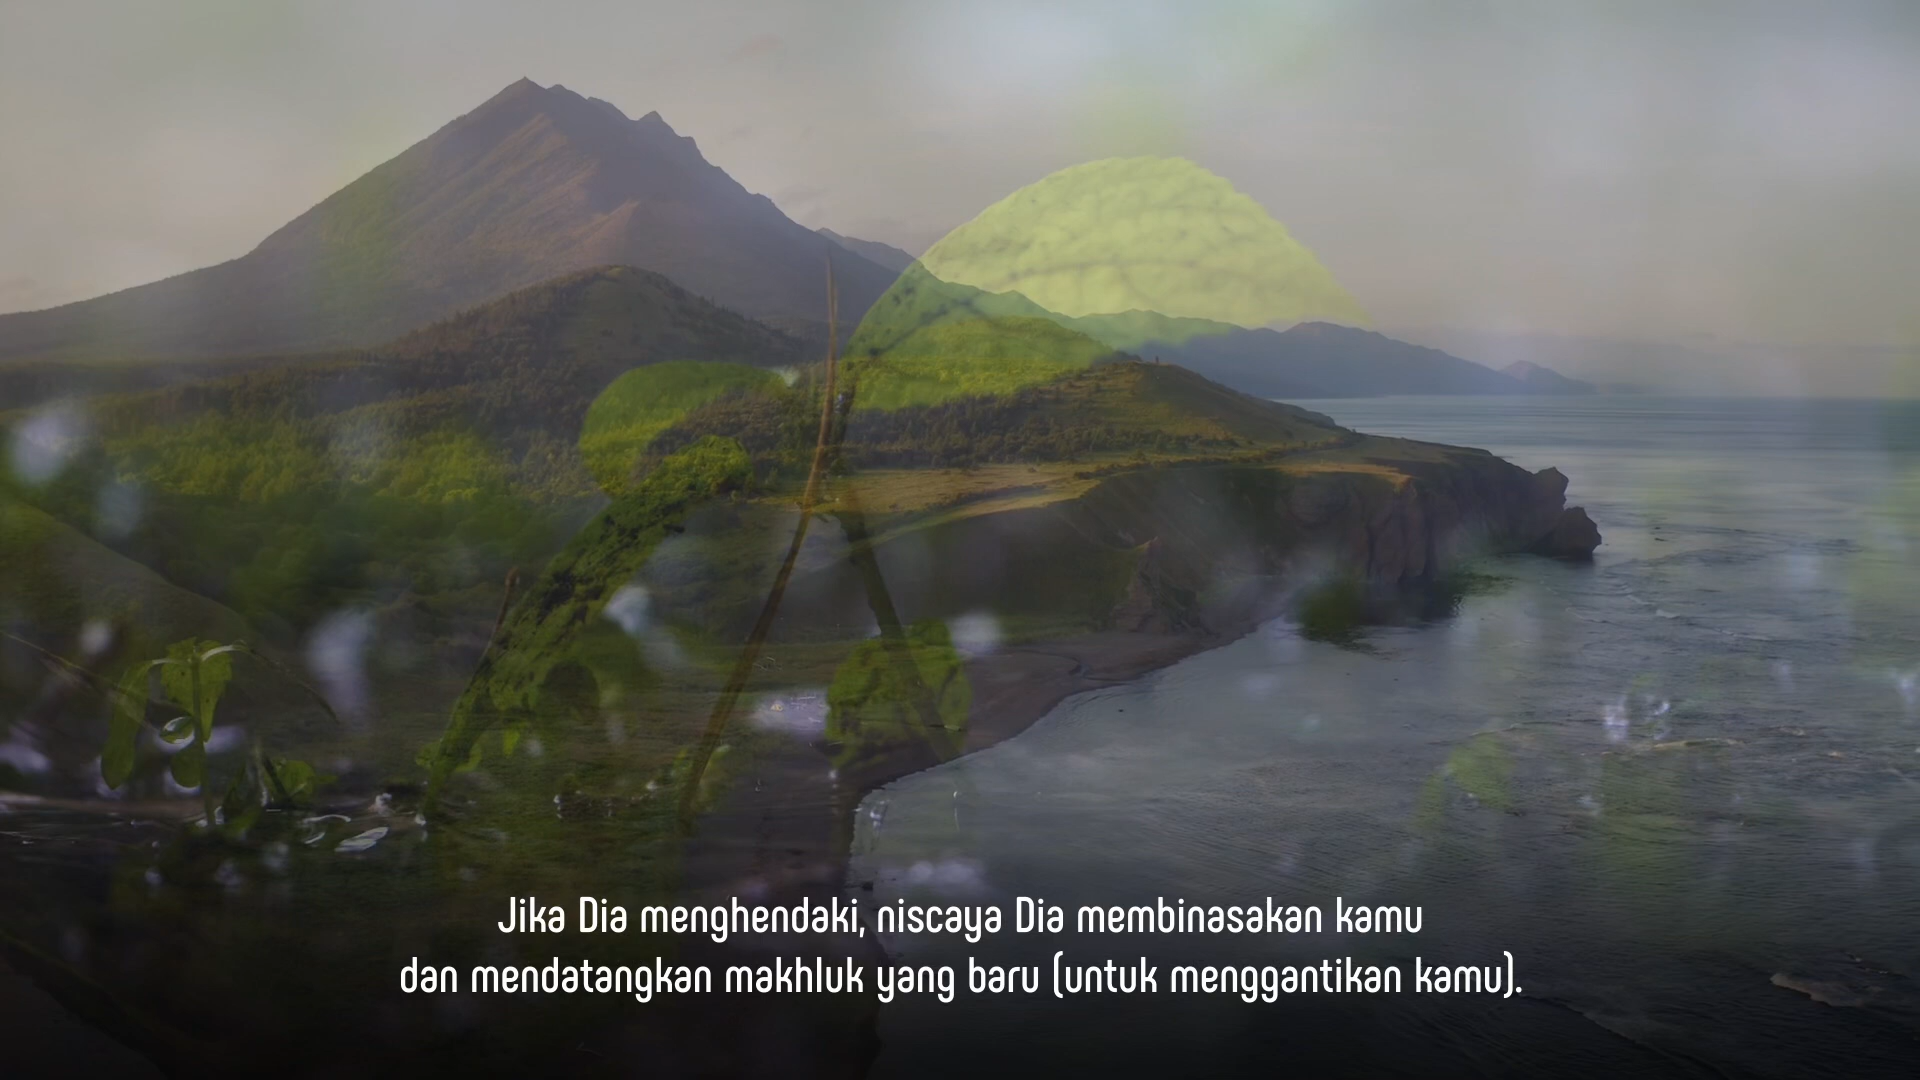 Jika Dia menghendaki, niscaya Dia membinasakan kamu
dan mendatangkan makhluk yang baru (untuk menggantikan kamu).